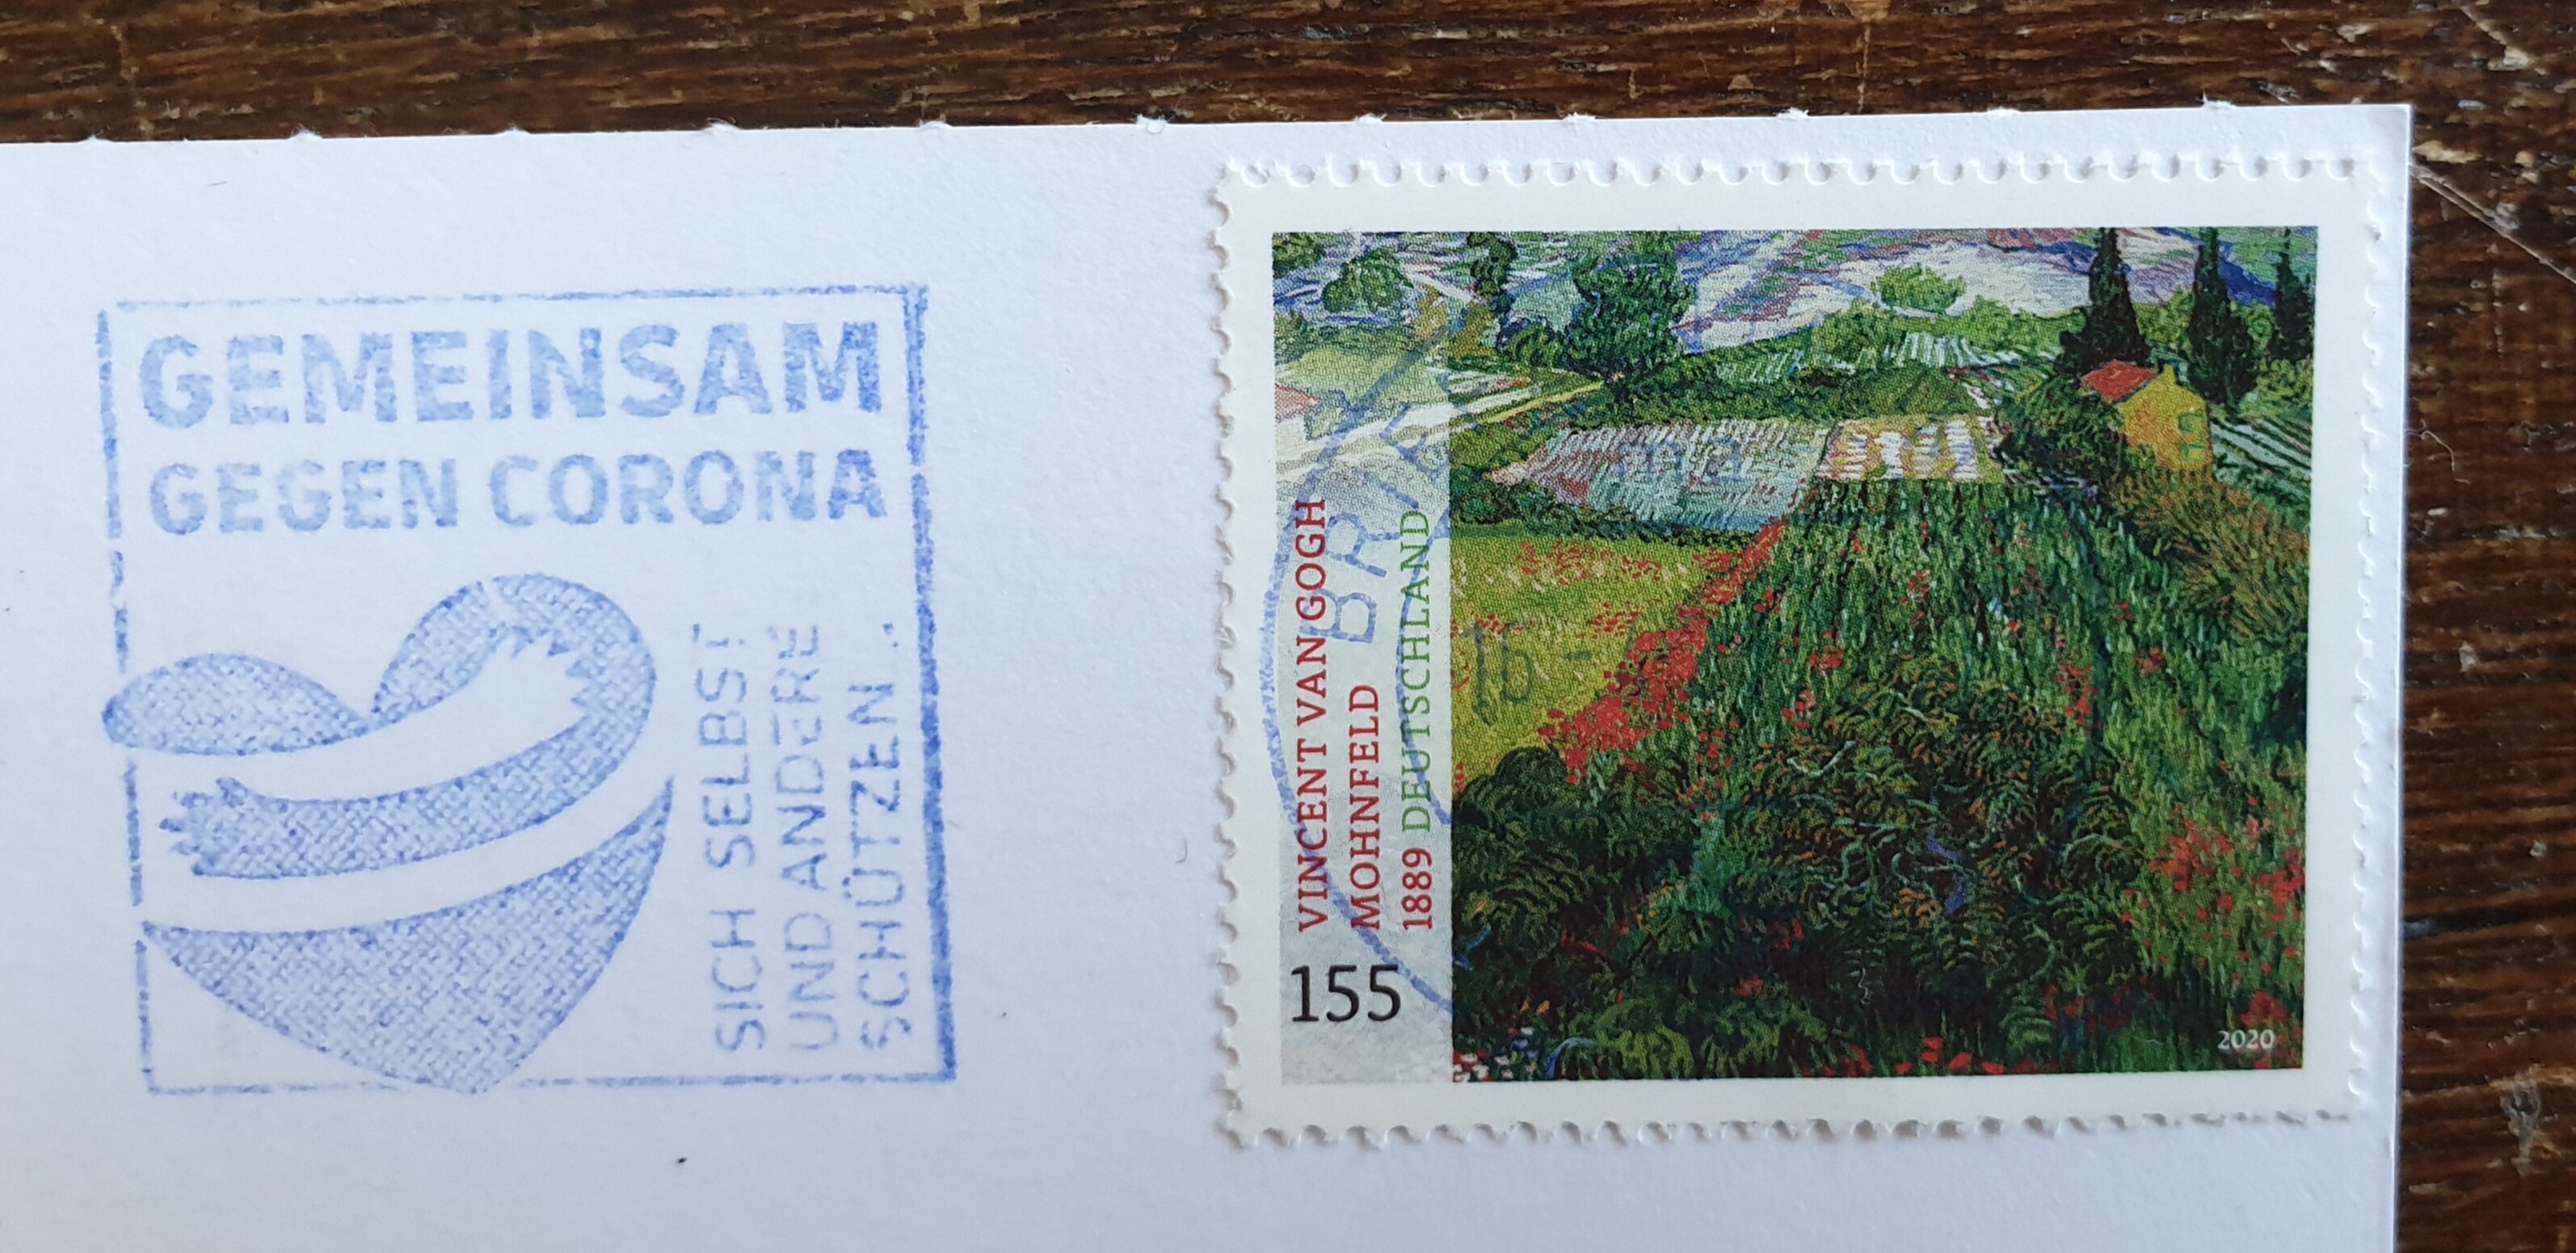 GEMEINSAM
GEGEN CORONA
SICH SELBST
UND ANDERE
SCHÜTZEN...
VINCENT VAN GOGH
MOHNFELD
1889 DEUTSCHLAND
155
2020